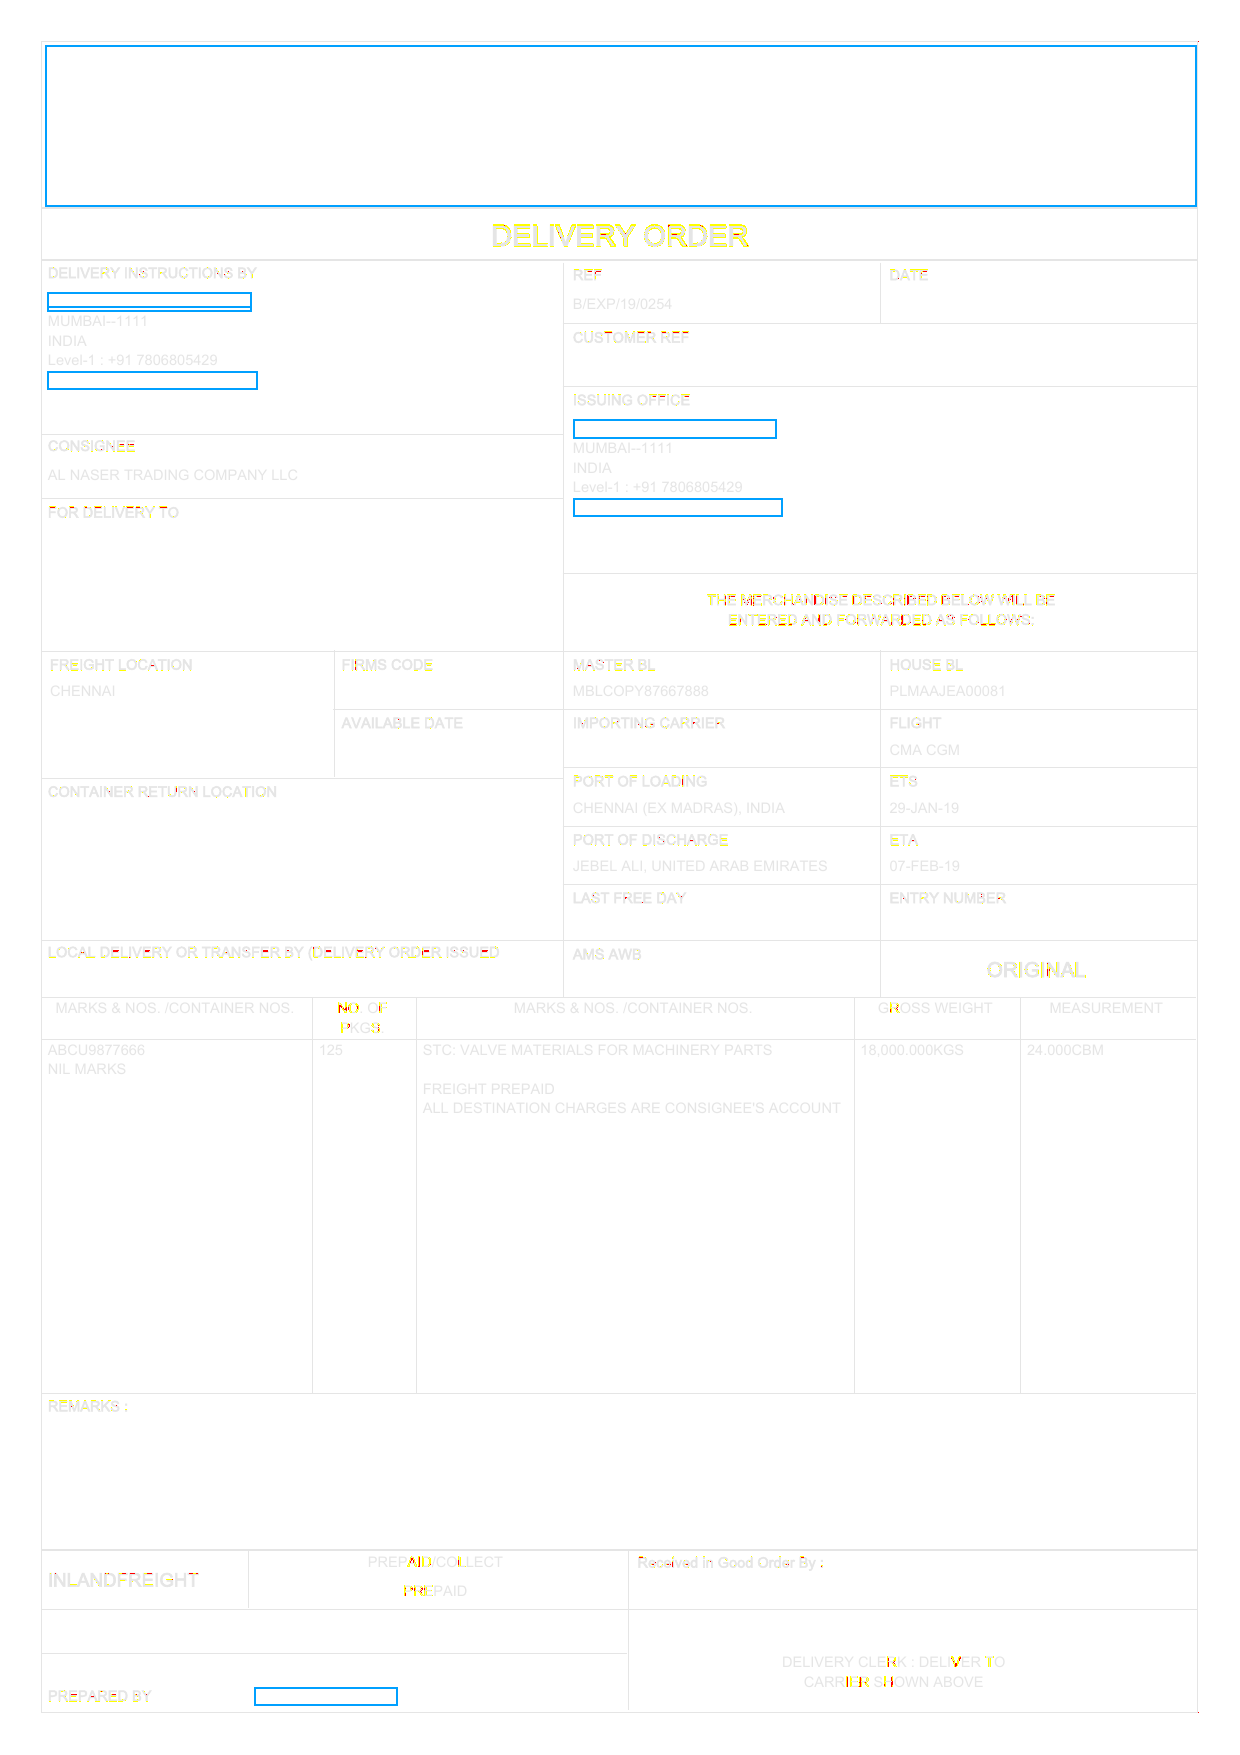 DELIVERY ORDER
DELIVERY INSTRUCTIONS BY
MUMBAI--1111
INDIA
Level-1 : +91 7806805429
REF
B/EXP/19/0254
DATE
CUSTOMER REF
ISSUING OFFICE
MUMBAI--1111
INDIA
Level-1 : +91 7806805429
CONSIGNEE
AL NASER TRADING COMPANY LLC
FOR DELIVERY TO
THE MERCHANDISE DESCRIBED BELOW WILL BE
ENTERED AND FORWARDED AS FOLLOWS:
FREIGHT LOCATION
CHENNAI
FIRMS CODE
AVAILABLE DATE
MASTER BL
MBLCOPY87667888
HOUSE BL
PLMAAJEA00081
IMPORTING CARRIER
FLIGHT
CMA CGM
CONTAINER RETURN LOCATION
PORT OF LOADING
CHENNAI (EX MADRAS), INDIA
ETS
29-JAN-19
PORT OF DISCHARGE
JEBEL ALI, UNITED ARAB EMIRATES
ETA
07-FEB-19
LAST FREE DAY
ENTRY NUMBER
LOCAL DELIVERY OR TRANSFER BY (DELIVERY ORDER ISSUED
AMS AWB
ORIGINAL
MARKS & NOS. /CONTAINER NOS.
NO. OF
PKGS
MARKS & NOS. /CONTAINER NOS.
GROSS WEIGHT
MEASUREMENT
ABCU9877666
NIL MARKS
125
STC: VALVE MATERIALS FOR MACHINERY PARTS
FREIGHT PREPAID
ALL DESTINATION CHARGES ARE CONSIGNEE'S ACCOUNT
18,000.000KGS
24.000CBM
REMARKS :
INLANDFREIGHT
PREPAID/COLLECT
PREPAID
Received in Good Order By :
DELIVERY CLERK : DELIVER TO
CARRIER SHOWN ABOVE
PREPARED BY